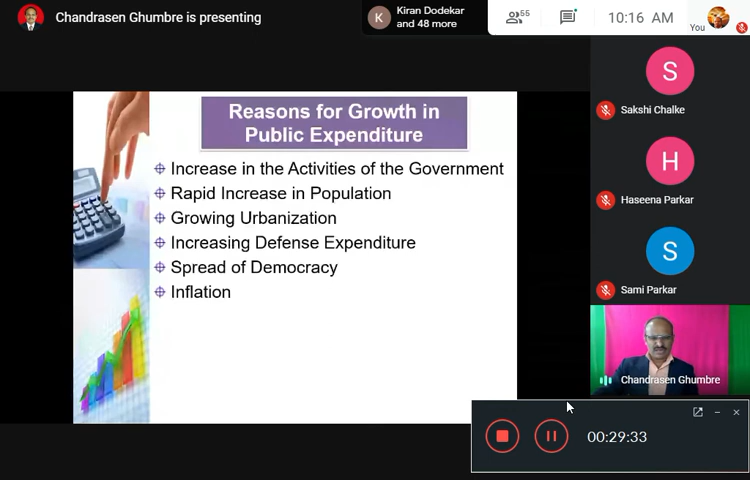 Chandrasen Ghumbre is presenting
K
Kiran Dodekar
and 48 more
55
10:16 AM
You
Reasons for Growth in
Public Expenditure
Increase in the Activities of the Government
Rapid Increase in Population
Growing Urbanization
Increasing Defense Expenditure
Spread of Democracy
Inflation
S
Sakshi Chalke
H
Haseena Parkar
S
Sami Parkar
Chandrasen Ghumbre
00:29:33